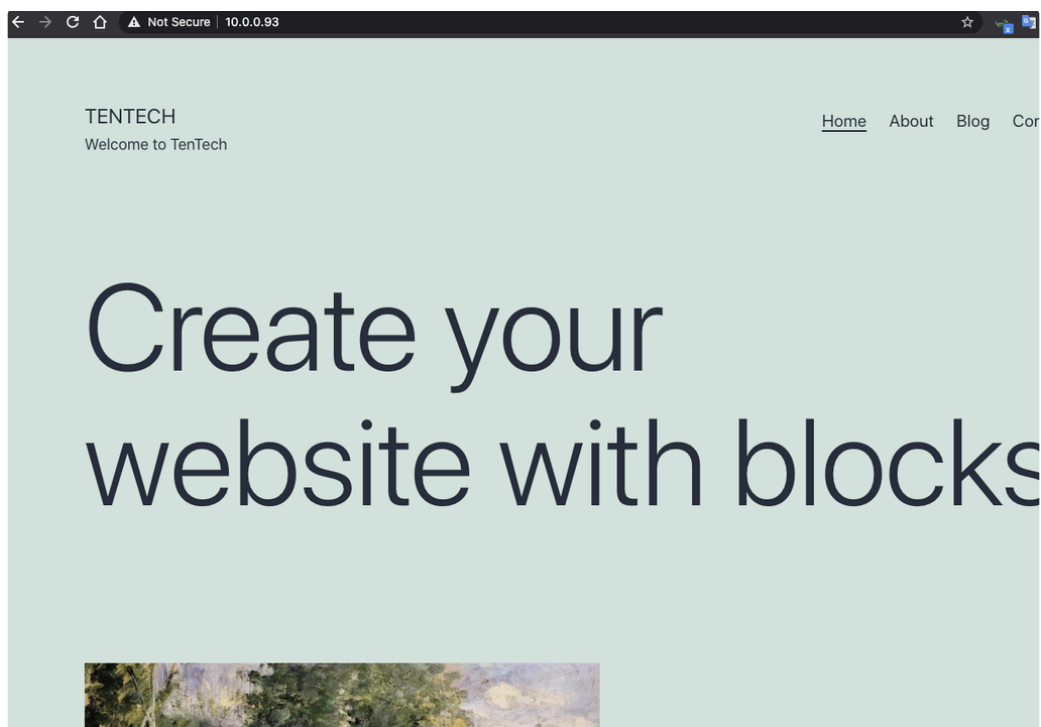 Not Secure | 10.0.0.93
TENTECH
Welcome to TenTech
Home About Blog
Create your
website with blocks